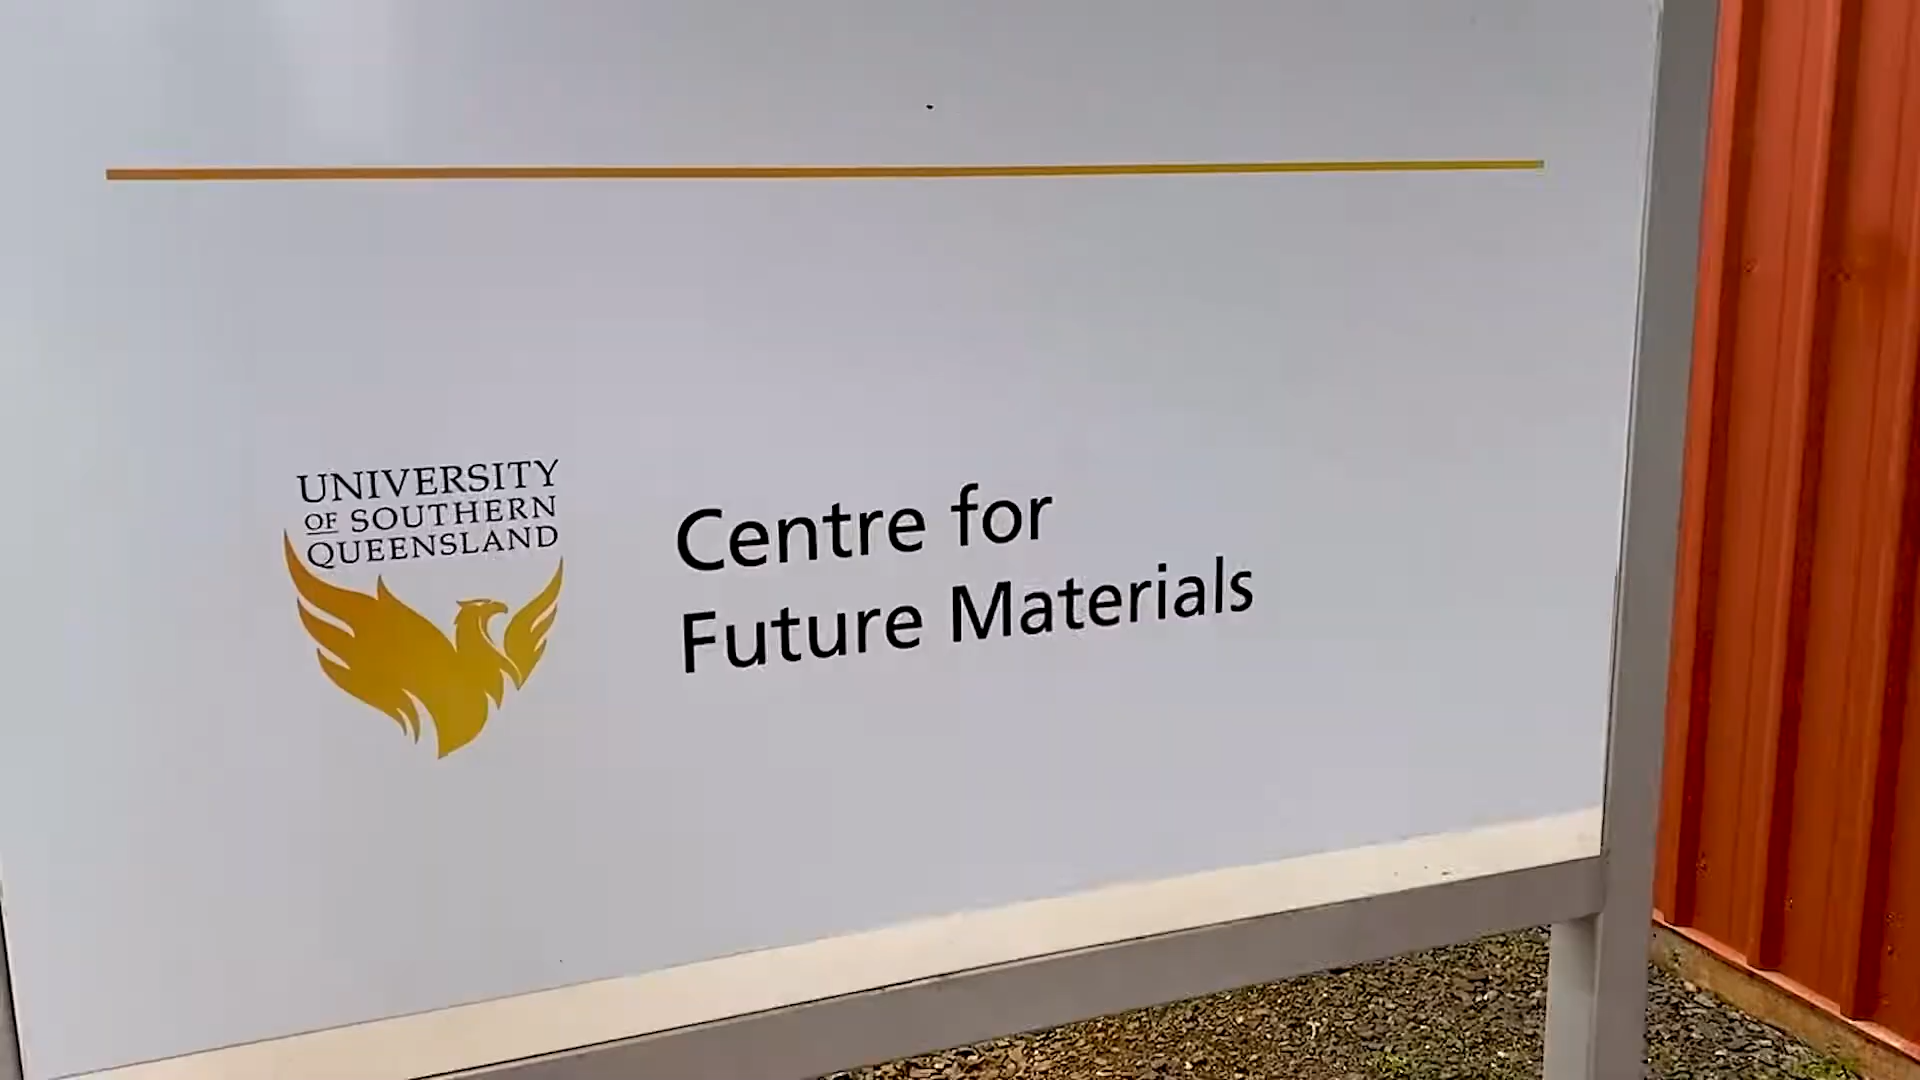 UNIVERSITY
OF SOUTHERN
QUEENSLAND
Centre for
Future Materials